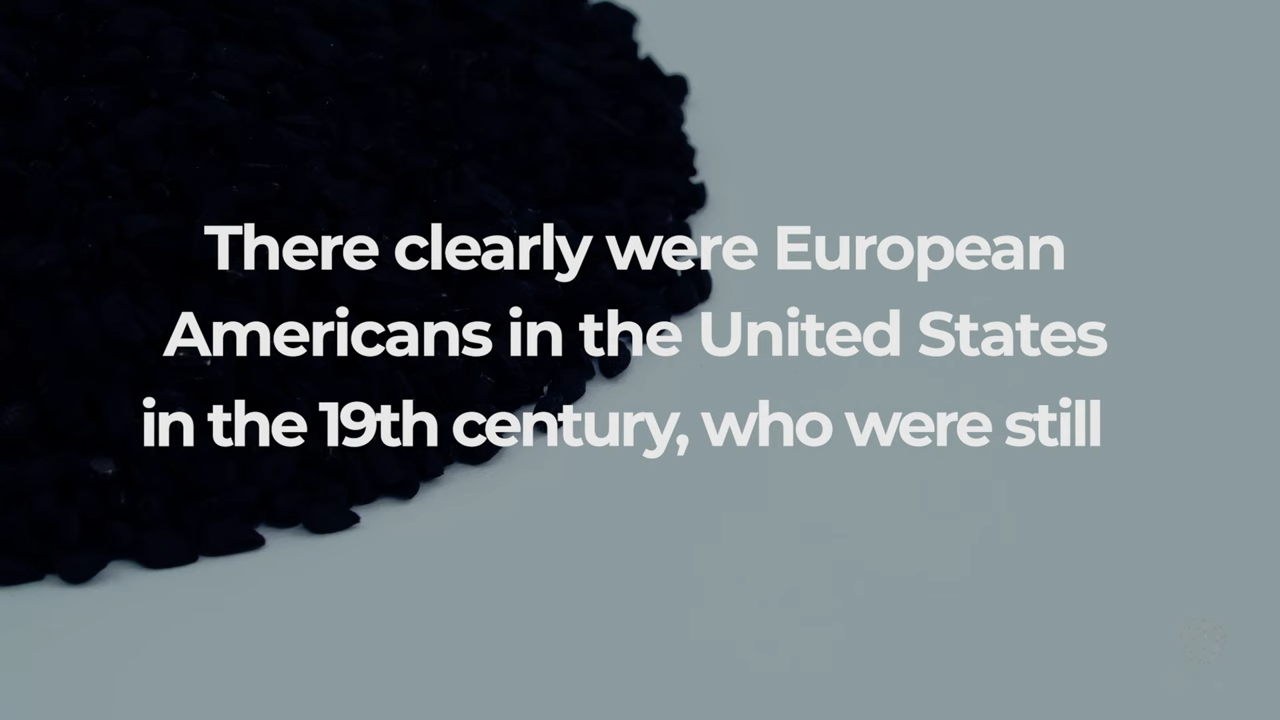 There clearly were European
Americans in the United States
in the 19th century, who were still